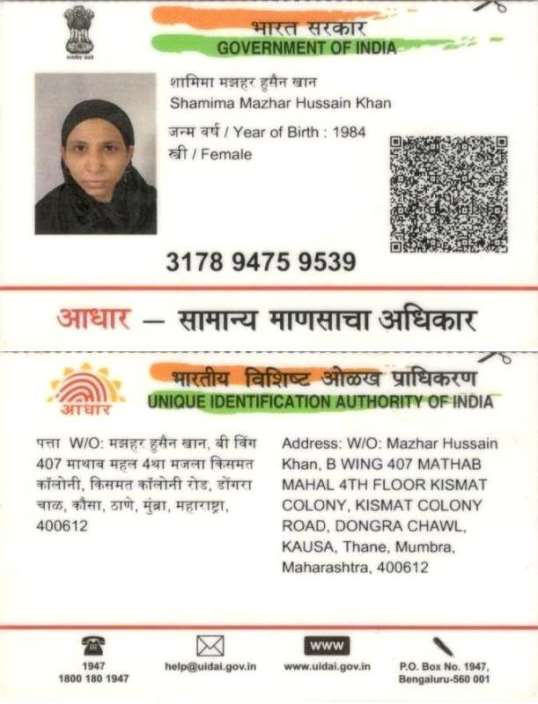 भारत सरकार
GOVERNMENT OF INDIA
शामिमा मझहर हुसैन खान
Shamima Mazhar Hussain Khan
जन्म वर्ष / Year of Birth : 1984
स्त्री / Female
3178 9475 9539
आधार – सामान्य माणसाचा अधिकार
भारतीय विशिष्ट ओळख प्राधिकरण
UNIQUE IDENTIFICATION AUTHORITY OF INDIA
आधार
पत्ता W/O: मझहर हुसैन खान, बी विंग
407 माथाब महल 4था मजला किसमत
कॉलोनी, किसमत कॉलोनी रोड, डोंगरा
चाळ, कौसा, ठाणे, मुंब्रा, महाराष्ट्रा,
400612
Address: W/O: Mazhar Hussain
Khan, B WING 407 MATHAB
MAHAL 4TH FLOOR KISMAT
COLONY, KISMAT COLONY
ROAD, DONGRA CHAWL,
KAUSA, Thane, Mumbra,
Maharashtra, 400612
1947
1800 180 1947
help@uidai.gov.in
www
www.uidai.gov.in
P.O. Box No. 1947,
Bengaluru-560 001